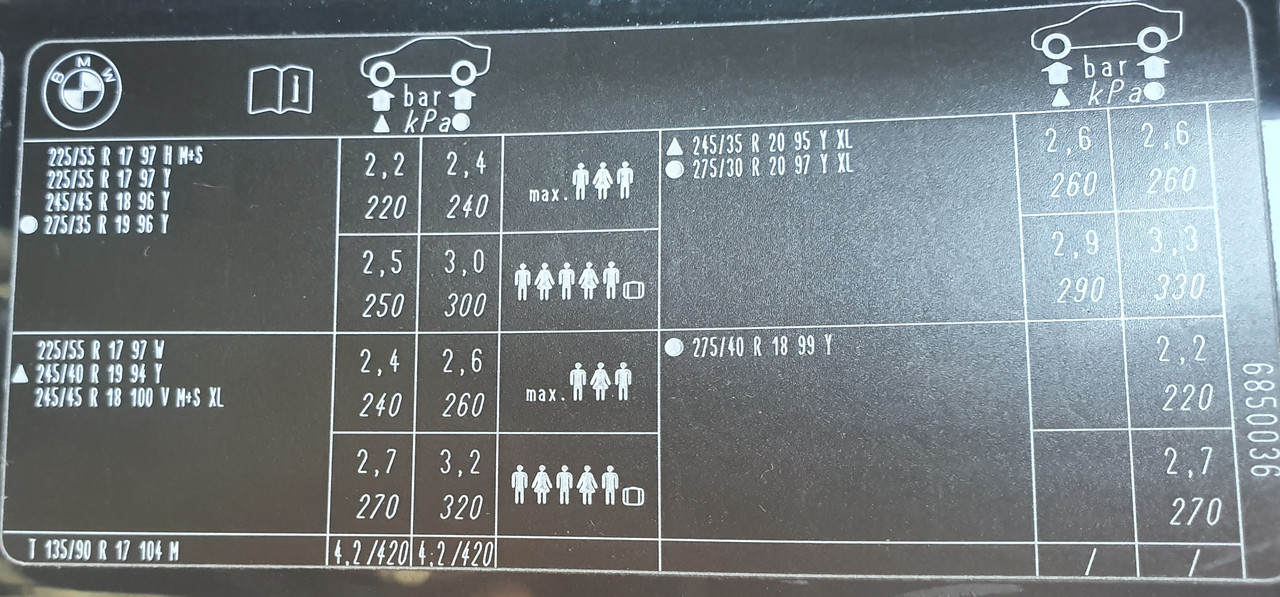 BMW
i
bar
kPa
bar
kPa
225/55 R 17 97 H M+S
225/55 R 17 97 Y
245/45 R 18 96 Y
275/35 R 19 96 Y
2,2 2,4
220 240
max.
2,5 3,0
250 300
245/35 R 20 95 Y XL
275/30 R 20 97 Y XL
2,6 2,6
260 260
2,9 3,3
290 330
225/55 R 17 97 W
245/40 R 19 94 Y
245/45 R 18 100 V M+S XL
2,4 2,6
240 260
max.
2,7 3,2
270 320
275/40 R 18 99 Y
2,2
220
2,7
270
T 135/90 R 17 104 M
4,2/420 4,2/420
/ /
6850036